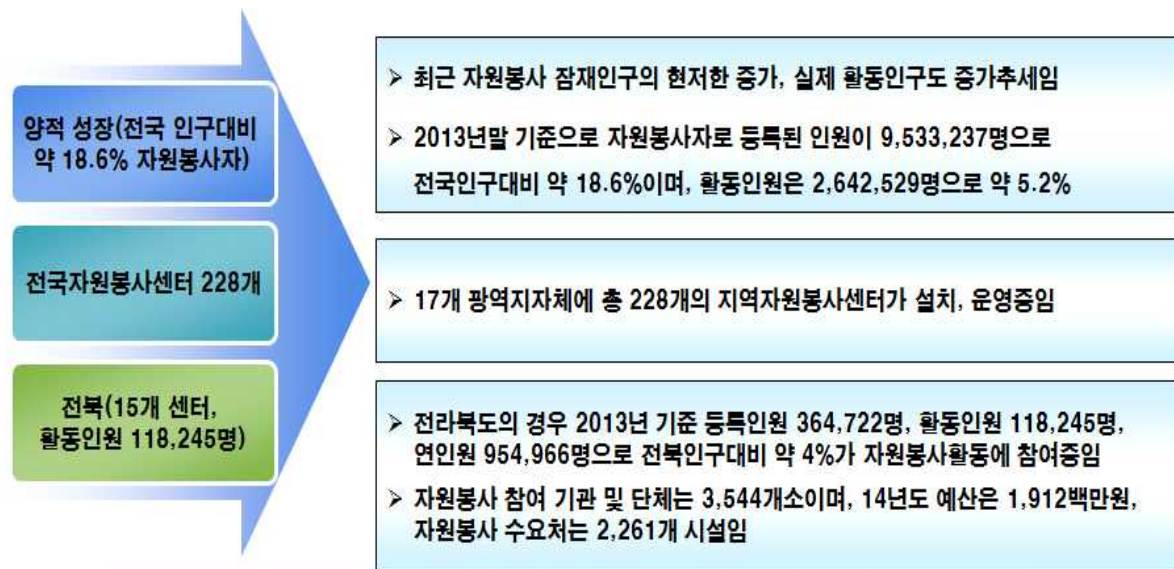 양적 성장(전국 인구대비
약 18.6% 자원봉사자)
➢ 최근 자원봉사 잠재인구의 현저한 증가, 실제 활동인구도 증가추세임
➢ 2013년말 기준으로 자원봉사자로 등록된 인원이 9,533,237명으로
전국인구대비 약 18.6%이며, 활동인원은 2,642,529명으로 약 5.2%
전국자원봉사센터 228개
➢ 17개 광역지자체에 총 228개의 지역자원봉사센터가 설치, 운영중임
전북(15개 센터,
활동인원 118,245명)
➢ 전라북도의 경우 2013년 기준 등록인원 364,722명, 활동인원 118,245명,
연인원 954,966명으로 전북인구대비 약 4%가 자원봉사활동에 참여중임
➢ 자원봉사 참여 기관 및 단체는 3,544개소이며, 14년도 예산은 1,912백만원,
자원봉사 수요처는 2,261개 시설임